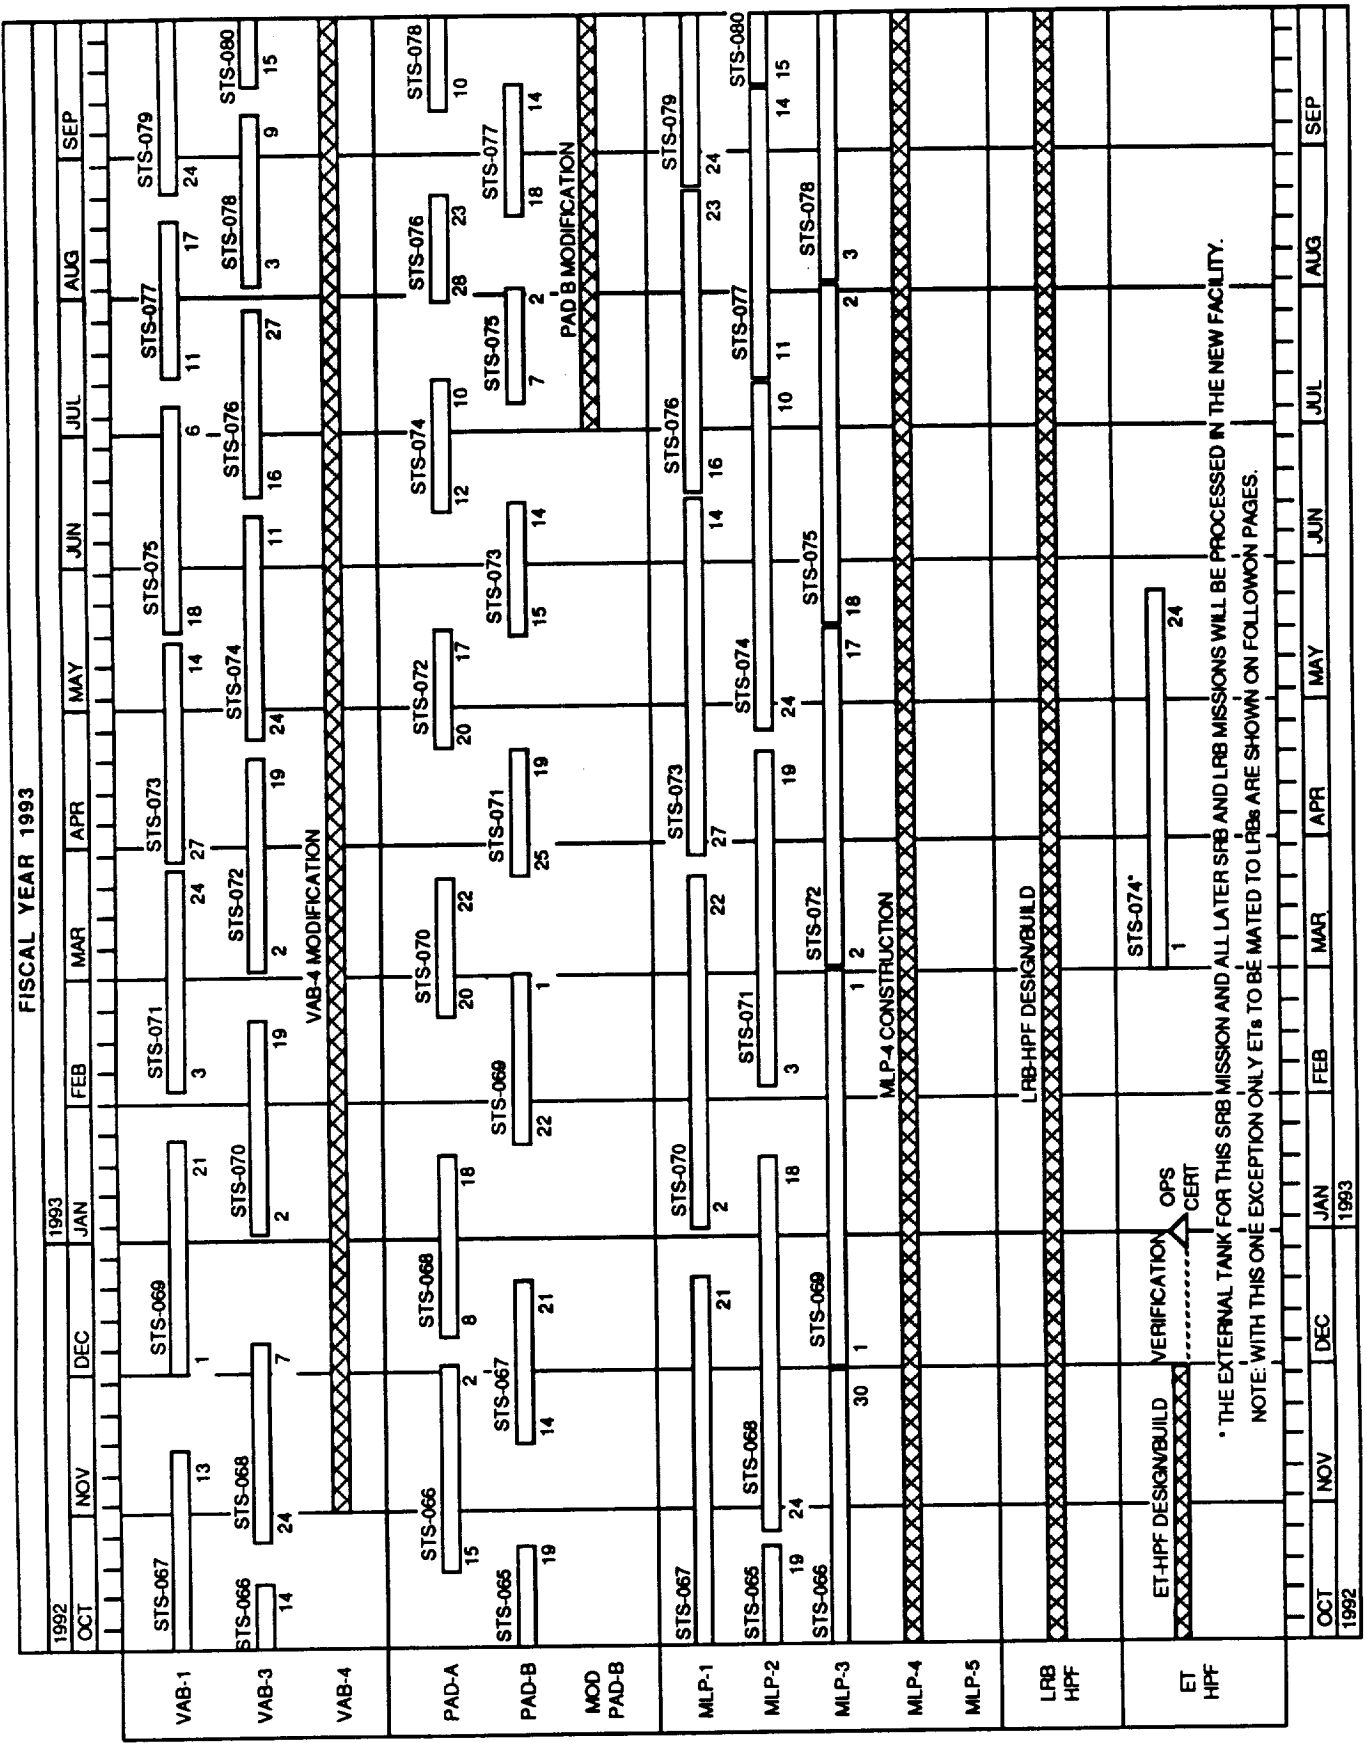 FISCAL YEAR 1993
1992 1993
OCT NOV DEC JAN FEB MAR APR MAY JUN JUL AUG SEP
VAB-1
STS-067 STS-069 STS-071 STS-073 STS-075 STS-077 STS-079
13 1 21 3 24 27 14 18 6 11 17 24
VAB-3
STS-066 STS-068 STS-070 STS-072 STS-074 STS-076 STS-078 STS-080
14 24 7 2 19 2 19 24 11 16 27 3 9 15
VAB-4
VAB-4 MODIFICATION
PAD-A
STS-066 STS-068 STS-070 STS-072 STS-074 STS-076 STS-078
15 2 8 18 20 22 20 17 12 10 28 23 10
PAD-B
STS-065 STS-067 STS-069 STS-071 STS-073 STS-075 STS-077
19 14 21 22 1 25 19 15 14 7 2 18 14
MOD
PAD-B
PAD B MODIFICATION
MLP-1
STS-067 STS-070 STS-073 STS-076 STS-079
21 2 22 27 14 16 23 24
MLP-2
STS-065 STS-068 STS-071 STS-074 STS-077 STS-080
19 24 18 3 19 24 10 11 14 15
MLP-3
STS-066 STS-069 STS-072 STS-075 STS-078
30 1 1 2 17 18 2 3
MLP-4
MLP-4 CONSTRUCTION
MLP-5
LRB
HPF
LRB-HPF DESIGN/BUILD
ET
HPF
ET-HPF DESIGN/BUILD VERIFICATION OPS
CERT
STS-074*
1 24
* THE EXTERNAL TANK FOR THIS SRB MISSION AND ALL LATER SRB AND LRB MISSIONS WILL BE PROCESSED IN THE NEW FACILITY.
NOTE: WITH THIS ONE EXCEPTION ONLY ETs TO BE MATED TO LRBs ARE SHOWN ON FOLLOWON PAGES.
OCT NOV DEC JAN FEB MAR APR MAY JUN JUL AUG SEP
1992 1993